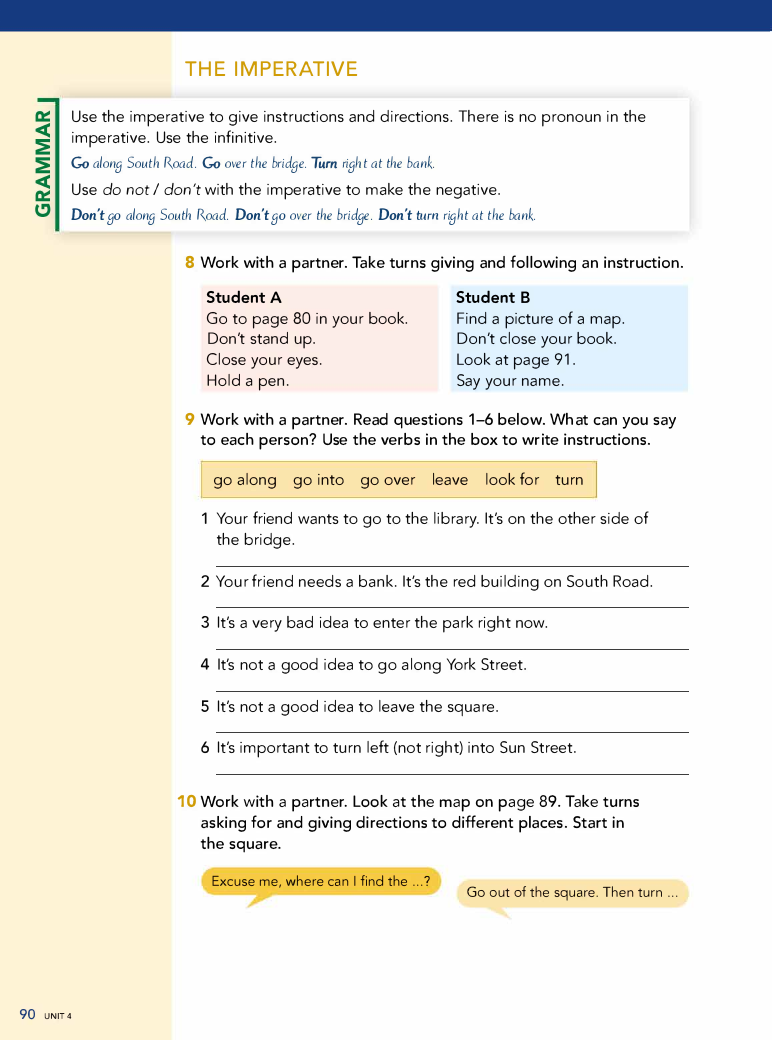 THE IMPERATIVE
GRAMMAR
Use the imperative to give instructions and directions. There is no pronoun in the
imperative. Use the infinitive.
Go along South Road. Go over the bridge. Turn right at the bank.
Use do not / don't with the imperative to make the negative.
Don't go along South Road. Don't go over the bridge. Don't turn right at the bank.
8 Work with a partner. Take turns giving and following an instruction.
Student A
Go to page 80 in your book.
Don't stand up.
Close your eyes.
Hold a pen.
Student B
Find a picture of a map.
Don't close your book.
Look at page 91.
Say your name.
9 Work with a partner. Read questions 1–6 below. What can you say
to each person? Use the verbs in the box to write instructions.
go along go into go over leave look for turn
1 Your friend wants to go to the library. It's on the other side of
the bridge.
2 Your friend needs a bank. It's the red building on South Road.
3 It's a very bad idea to enter the park right now.
4 It's not a good idea to go along York Street.
5 It's not a good idea to leave the square.
6 It's important to turn left (not right) into Sun Street.
10 Work with a partner. Look at the map on page 89. Take turns
asking for and giving directions to different places. Start in
the square.
Excuse me, where can I find the ...?
Go out of the square. Then turn ...
90 UNIT 4